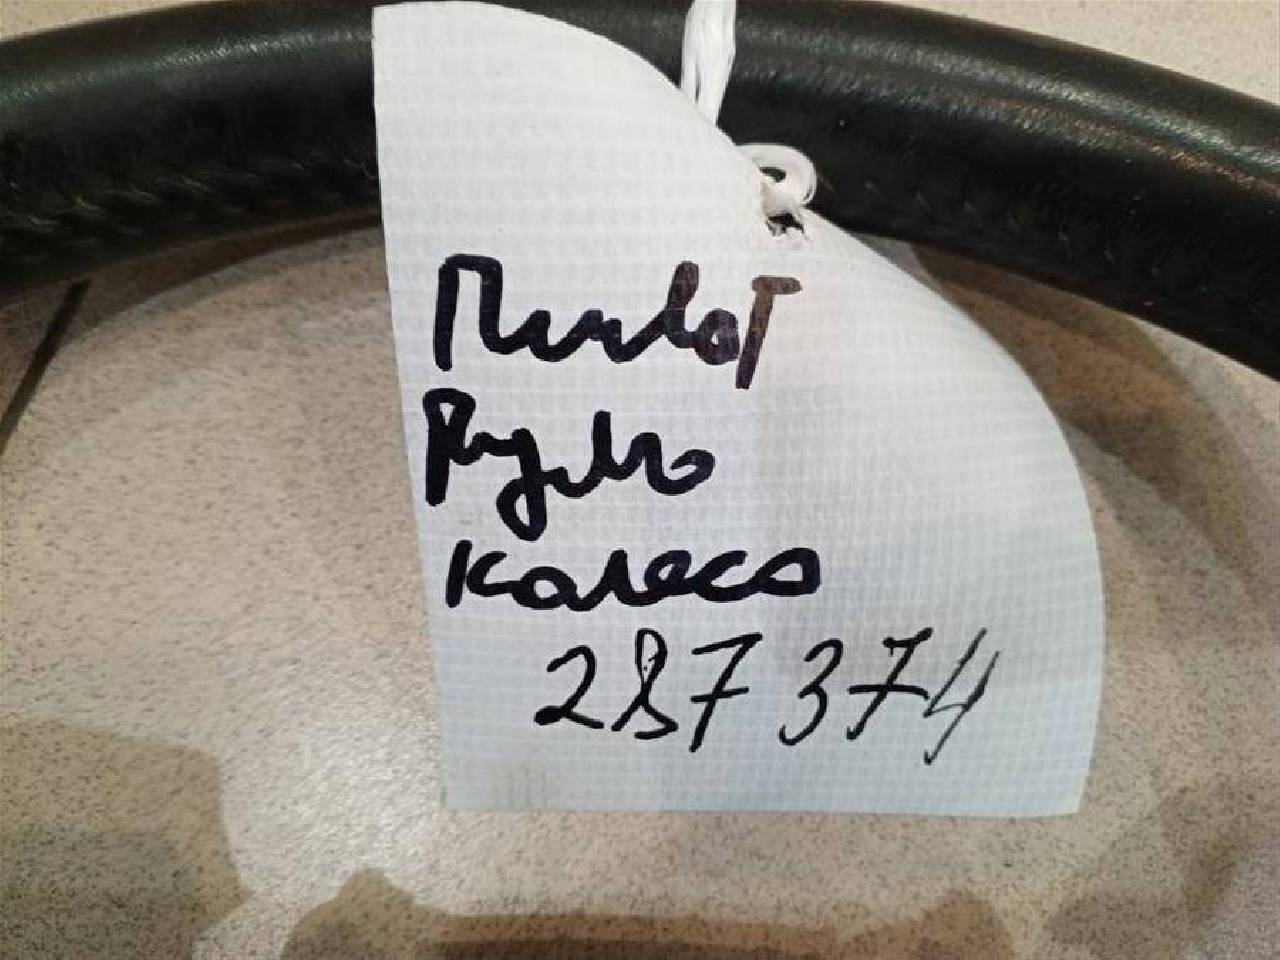 Пилот
Руль
колесо
287374